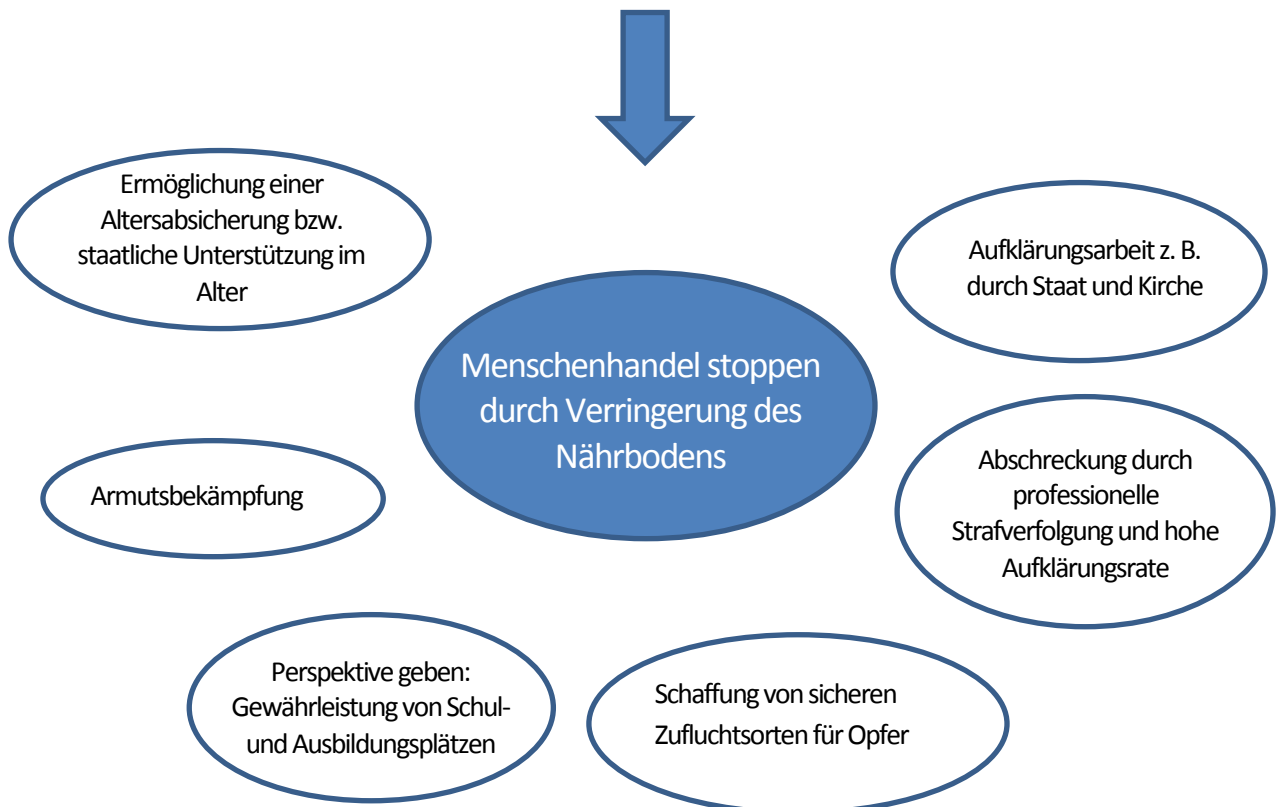 Ermöglichung einer
Altersabsicherung bzw.
staatliche Unterstützung im
Alter
Aufklärungsarbeit z. B.
durch Staat und Kirche
Menschenhandel stoppen
durch Verringerung des
Nährbodens
Armutsbekämpfung
Abschreckung durch
professionelle
Strafverfolgung und hohe
Aufklärungsrate
Perspektive geben:
Gewährleistung von Schul-
und Ausbildungsplätzen
Schaffung von sicheren
Zufluchtsorten für Opfer